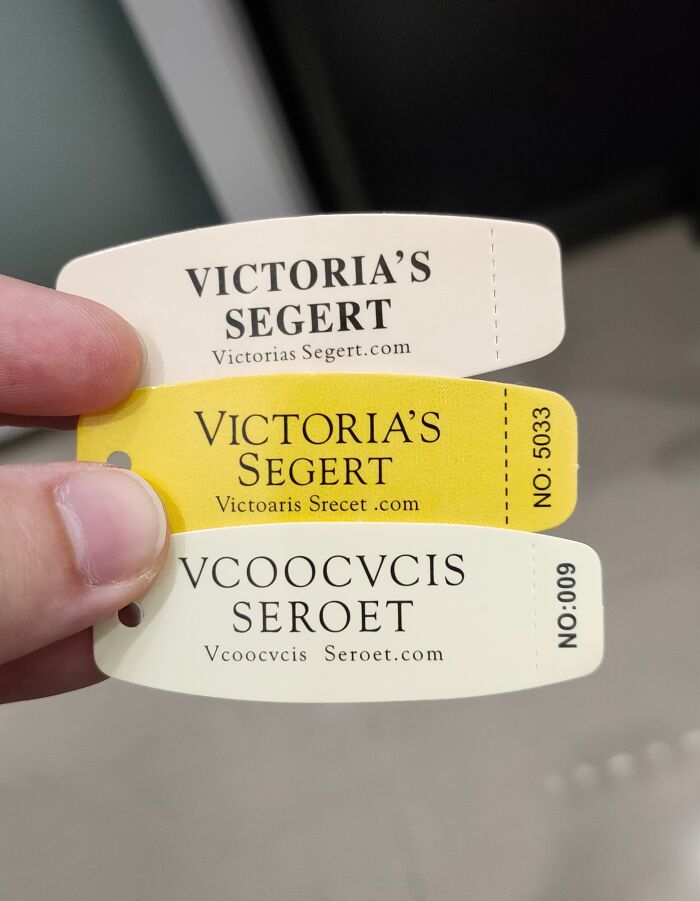 VICTORIA'S
SEGERT
Victorias Segert.com
VICTORIA'S
SEGERT
Victoaris Srecet .com
NO: 5033
VCOOCVCIS
SEROET
Vcoocvcis Seroet.com
NO:009